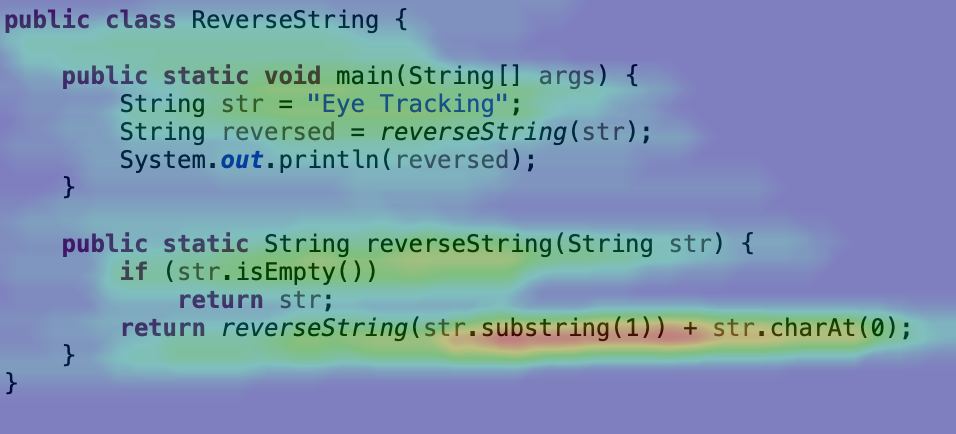 public class ReverseString {
public static void main(String[] args) {
String str = "Eye Tracking";
String reversed = reverseString(str);
System.out.println(reversed);
}
public static String reverseString(String str) {
if (str.isEmpty())
return str;
return reverseString(str.substring(1)) + str.charAt(0);
}
}